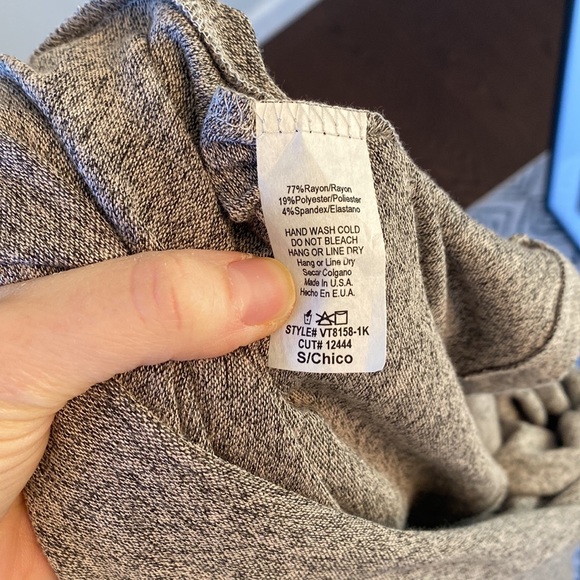 77%Rayon/Rayon
19%Polyester/Poliester
4%Spandex/Elastano
HAND WASH COLD
DO NOT BLEACH
HANG OR LINE DRY
Hang or Line Dry
Secar Colgano
Made In U.S.A.
Hecho En E.U.A.
STYLE# VT8158-1K
CUT# 12444
S/Chico